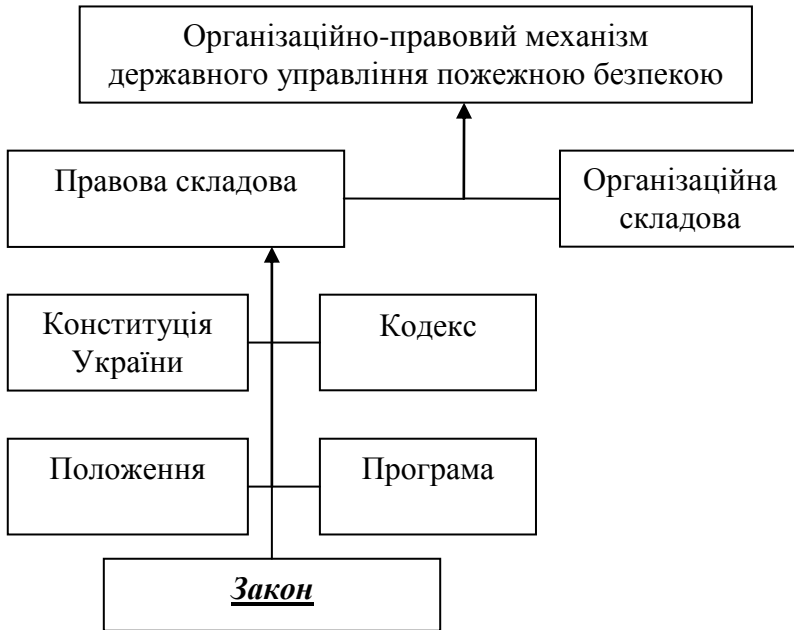 Організаційно-правовий механізм
державного управління пожежною безпекою
Правова складова
Організаційна
складова
Конституція
України
Кодекс
Положення
Програма
Закон